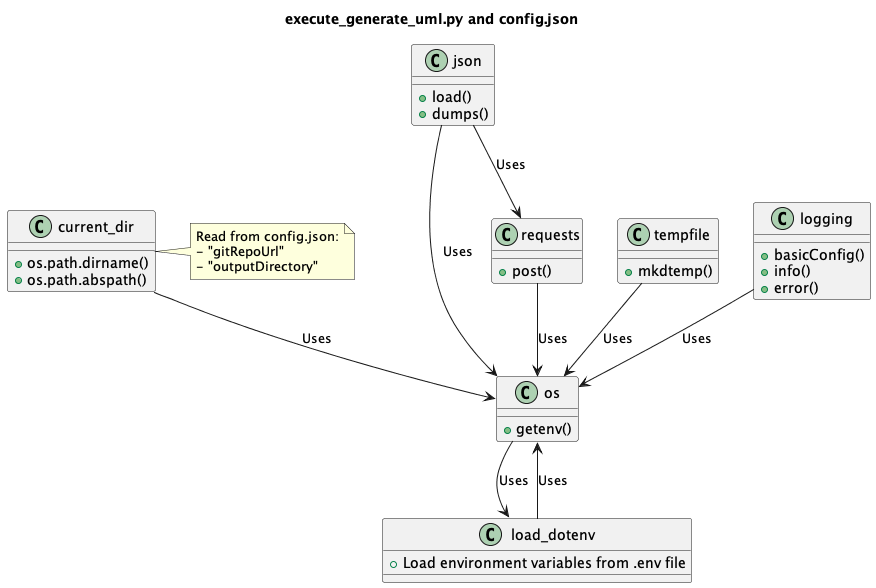 execute_generate_uml.py and config.json
C json
load()
dumps()
Uses
Uses
C current_dir
os.path.dirname()
os.path.abspath()
Read from config.json:
– "gitRepoUrl"
– "outputDirectory"
C requests
post()
C tempfile
mkdtemp()
C logging
basicConfig()
info()
error()
Uses
Uses
Uses
Uses
C os
getenv()
Uses
Uses
C load_dotenv
Load environment variables from .env file